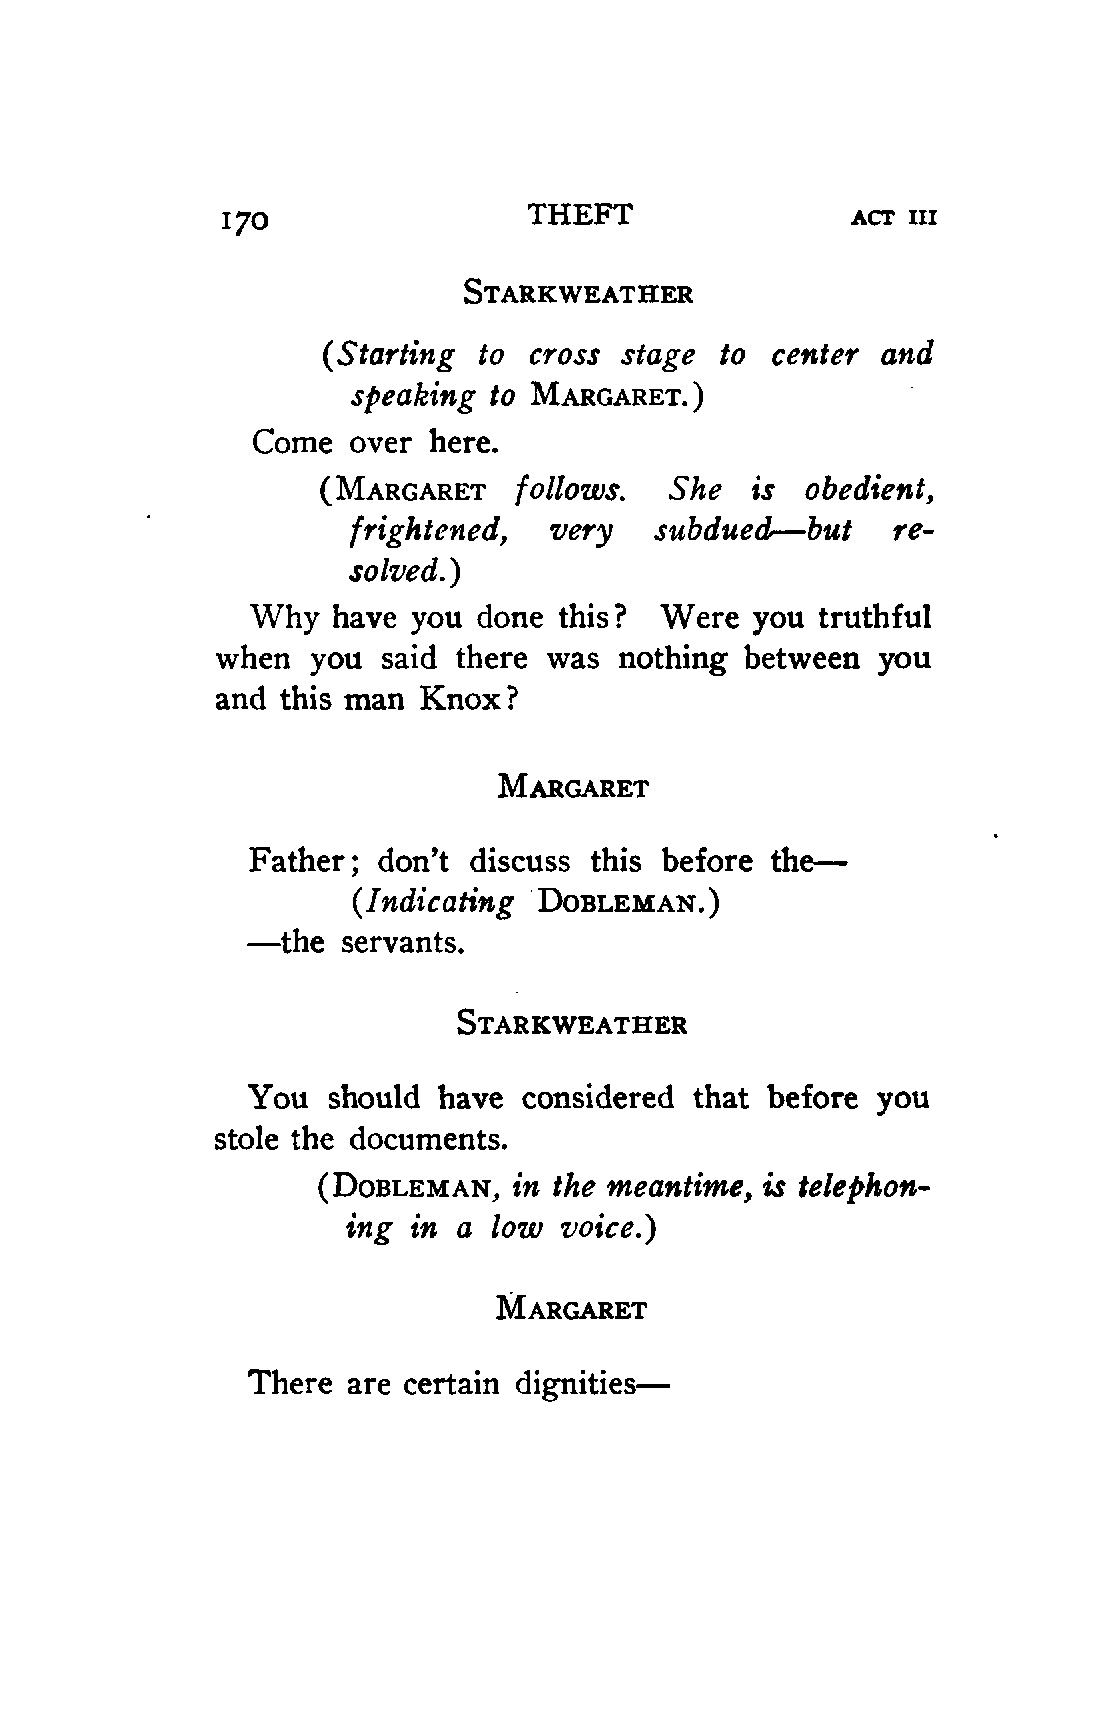 170 THEFT ACT III
STARKWEATHER
(Starting to cross stage to center and
speaking to MARGARET.)
Come over here.
(MARGARET follows. She is obedient,
frightened, very subdued—but re-
solved.)
Why have you done this? Were you truthful
when you said there was nothing between you
and this man Knox?
MARGARET
Father; don't discuss this before the—
(Indicating DOBLEMAN.)
—the servants.
STARKWEATHER
You should have considered that before you
stole the documents.
(DOBLEMAN, in the meantime, is telephon-
ing in a low voice.)
MARGARET
There are certain dignities—